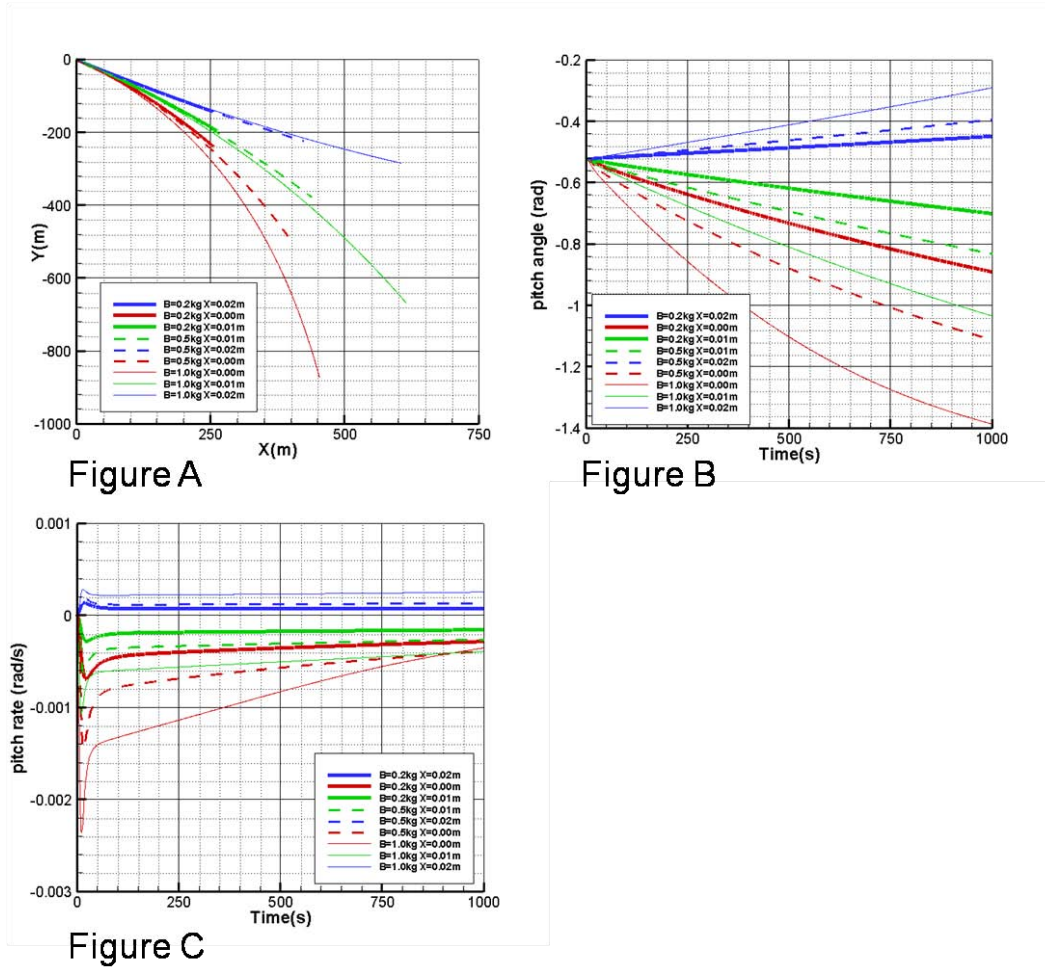 0
-200
-400
-600
-800
-1000
Y(m)
B=0.2kg X=0.02m
B=0.2kg X=0.00m
B=0.2kg X=0.01m
B=0.5kg X=0.01m
B=0.5kg X=0.02m
B=0.5kg X=0.00m
B=1.0kg X=0.00m
B=1.0kg X=0.01m
B=1.0kg X=0.02m
0 250 500 750
X(m)
Figure A
-0.2
-0.4
-0.6
-0.8
-1
-1.2
-1.4
pitch angle (rad)
B=0.2kg X=0.02m
B=0.2kg X=0.00m
B=0.2kg X=0.01m
B=0.5kg X=0.01m
B=0.5kg X=0.02m
B=0.5kg X=0.00m
B=1.0kg X=0.00m
B=1.0kg X=0.01m
B=1.0kg X=0.02m
0 250 500 750 1000
Time(s)
Figure B
0.001
0
-0.001
-0.002
-0.003
pitch rate (rad/s)
B=0.2kg X=0.02m
B=0.2kg X=0.00m
B=0.2kg X=0.01m
B=0.5kg X=0.01m
B=0.5kg X=0.02m
B=0.5kg X=0.00m
B=1.0kg X=0.00m
B=1.0kg X=0.01m
B=1.0kg X=0.02m
0 250 500 750 1000
Time(s)
Figure C